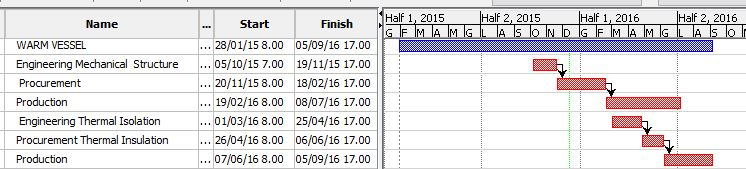 Name ... Start Finish Half 1, 2015 Half 2, 2015 Half 1, 2016 Half 2, 2016
G F M A M G L A S O N D G F M A M G L A S O N D
WARM VESSEL ... 28/01/15 8.00 05/09/16 17.00
Engineering Mechanical Structure ... 05/10/15 7.00 19/11/15 17.00
Procurement ... 20/11/15 8.00 18/02/16 17.00
Production ... 19/02/16 8.00 08/07/16 17.00
Engineering Thermal Isolation ... 01/03/16 8.00 25/04/16 17.00
Procurement Thermal Insulation ... 26/04/16 8.00 06/06/16 17.00
Production ... 07/06/16 8.00 05/09/16 17.00